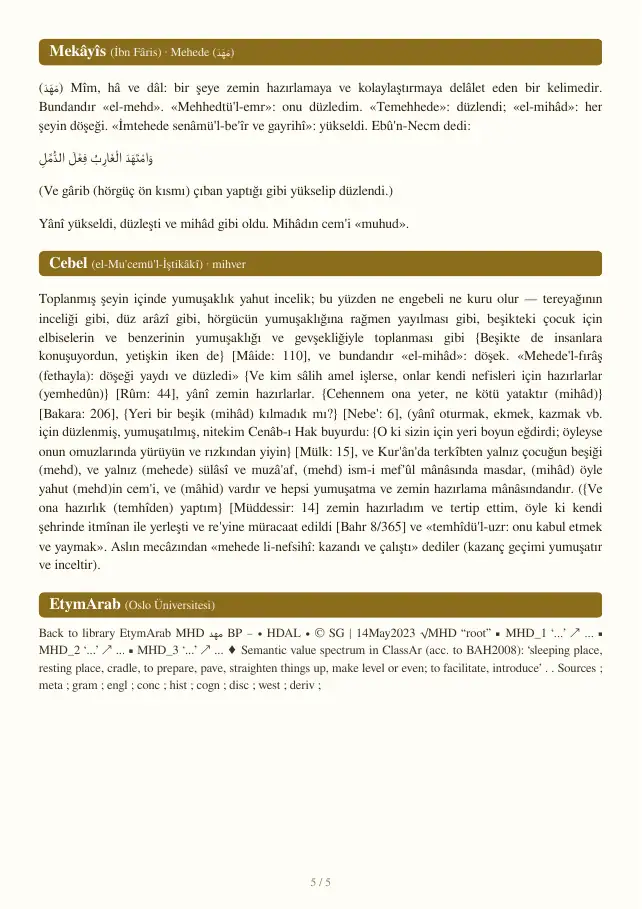 Mekâyîs (İbn Fâris) · Mehede (مَهَدَ)
(مَهَدَ) Mîm, hâ ve dâl: bir şeye zemin hazırlamaya ve kolaylaştırmaya delâlet eden bir kelimedir.
Bundandır «el-mehd». «Mehhedtü'l-emr»: onu düzledim. «Temehhede»: düzlendi; «el-mihâd»: her
şeyin döşeği. «İmtehede senâmü'l-be'îr ve gayrihî»: yükseldi. Ebû'n-Necm dedi:
وَامْتَهَدَ الْغَارِبُ فِعْلَ الدُّمَّلِ
(Ve gârib (hörgüç ön kısmı) çıban yaptığı gibi yükselip düzlendi.)
Yânî yükseldi, düzleşti ve mihâd gibi oldu. Mihâdın cem'i «muhud».
Cebel (el-Mu'cemü'l-İştikâkî) · mihver
Toplanmış şeyin içinde yumuşaklık yahut incelik; bu yüzden ne engebeli ne kuru olur — tereyağının
inceliği gibi, düz arâzî gibi, hörgücün yumuşaklığına rağmen yayılması gibi, beşikteki çocuk için
elbiselerin ve benzerinin yumuşaklığı ve gevşekliğiyle toplanması gibi {Beşikte de insanlara
konuşuyordun, yetişkin iken de} [Mâide: 110], ve bundandır «el-mihâd»: döşek. «Mehede'l-fırâş
(fethayla): döşeği yaydı ve düzledi» {Ve kim sâlih amel işlerse, onlar kendi nefisleri için hazırlarlar
(yemhedûn)} [Rûm: 44], yânî zemin hazırlarlar. {Cehennem ona yeter, ne kötü yataktır (mihâd)}
[Bakara: 206], {Yeri bir beşik (mihâd) kılmadık mı?} [Nebe': 6], (yânî oturmak, ekmek, kazmak vb.
için düzlenmiş, yumuşatılmış, nitekim Cenâb-ı Hak buyurdu: {O ki sizin için yeri boyun eğdirdi; öyleyse
onun omuzlarında yürüyün ve rızkından yiyin} [Mülk: 15], ve Kur'ân'da terkîbten yalnız çocuğun beşiği
(mehd), ve yalnız (mehede) sülâsî ve muzâ'af, (mehd) ism-i mef'ûl mânâsında masdar, (mihâd) öyle
yahut (mehd)in cem'i, ve (mâhid) vardır ve hepsi yumuşatma ve zemin hazırlama mânâsındandır. ({Ve
ona hazırlık (temhîden) yaptım} [Müddessir: 14] zemin hazırladım ve tertip ettim, öyle ki kendi
şehrinde itmînan ile yerleşti ve re'yine müracaat edildi [Bahr 8/365] ve «temhîdü'l-uzr: onu kabul etmek
ve yaymak». Aslın mecâzından «mehede li-nefsihî: kazandı ve çalıştı» dediler (kazanç geçimi yumuşatır
ve inceltir).
EtymArab (Oslo Üniversitesi)
Back to library EtymArab MHD مهد BP – • HDAL • © SG | 14May2023 √MHD “root” ▪ MHD_1 ‘...’ ↗ ... ▪
MHD_2 ‘...’ ↗ ... ▪ MHD_3 ‘...’ ↗ ... ♦ Semantic value spectrum in ClassAr (acc. to BAH2008): ‘sleeping place,
resting place, cradle, to prepare, pave, straighten things up, make level or even; to facilitate, introduce’ . . Sources ;
meta ; gram ; engl ; conc ; hist ; cogn ; disc ; west ; deriv ;
5 / 5